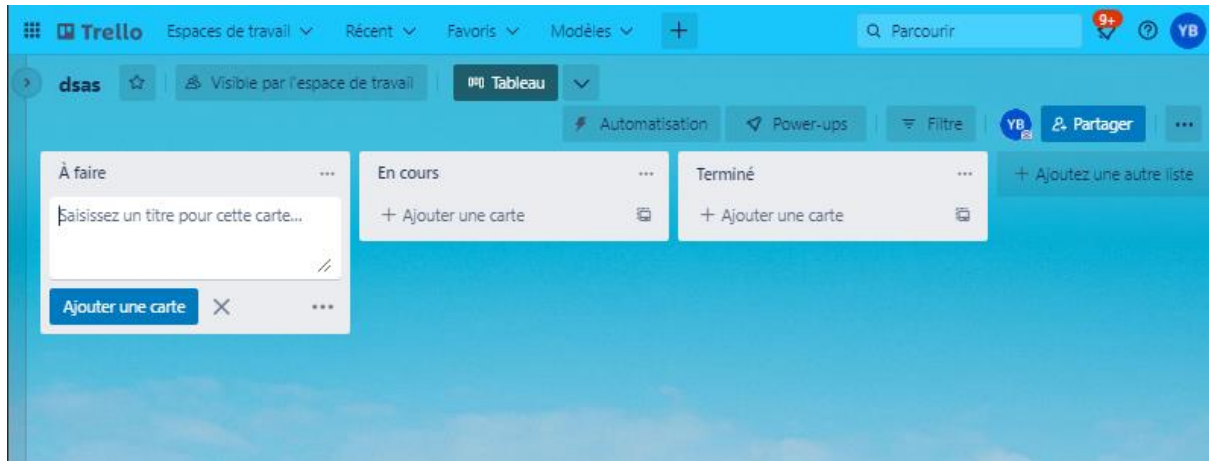 Trello Espaces de travail Récent Favoris Modèles + Parcourir 9+ YB
dsas Visible par l'espace de travail Tableau
Automatisation Power-ups Filtre YB Partager ...
À faire ...
Saisissez un titre pour cette carte...
Ajouter une carte ...
En cours ...
+ Ajouter une carte
Terminé ...
+ Ajouter une carte
+ Ajoutez une autre liste